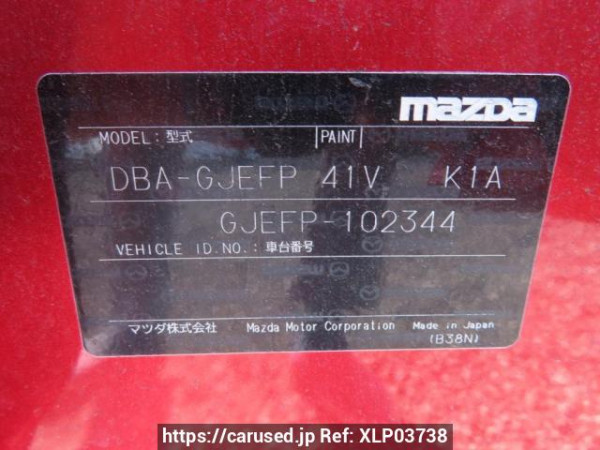 mazda
MODEL: 型式 PAINT
DBA-GJEFP 41V K1A
GJEFP-102344
VEHICLE ID.NO.: 車台番号
マツダ株式会社 Mazda Motor Corporation Made in Japan
(B38N)
https://carused.jp Ref: XLP03738